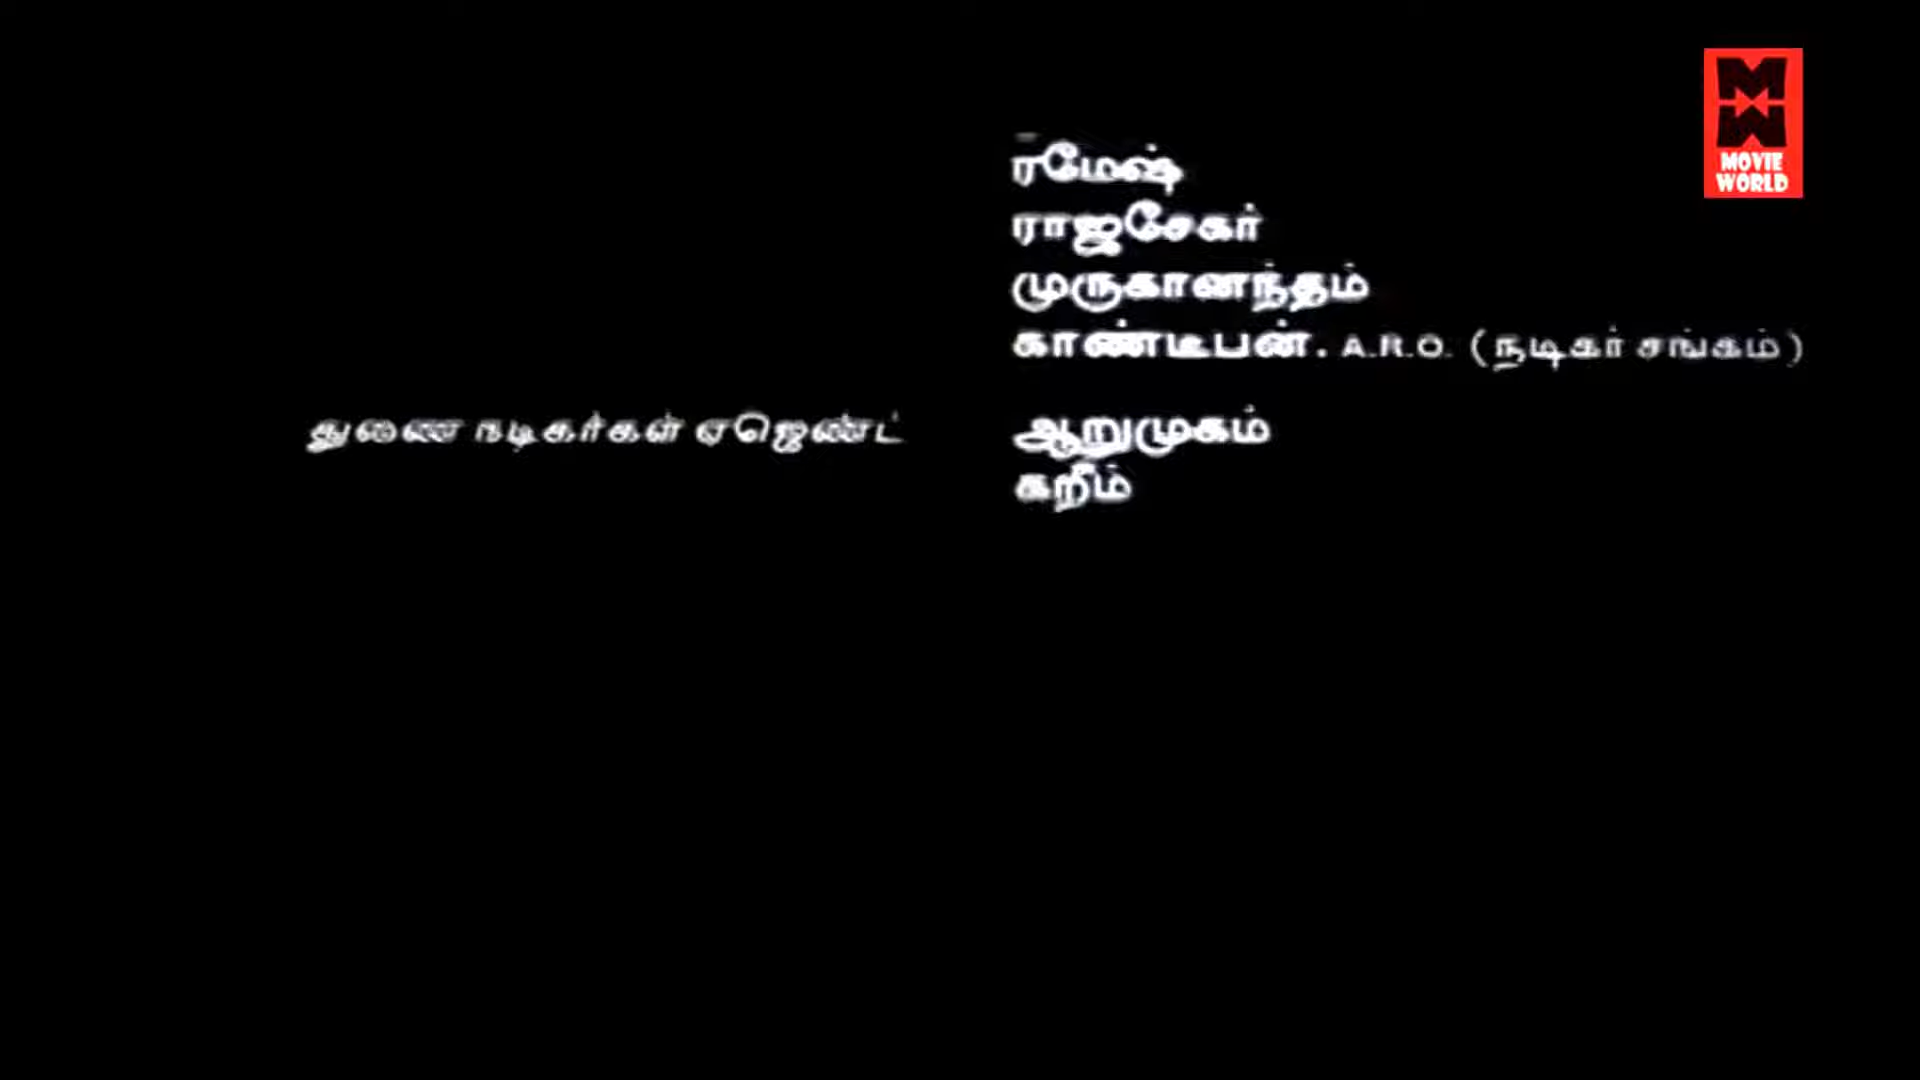 ரமேஷ்
ராஜசேகர்
முருகானந்தம்
காண்டீபன். A.R.O. (நடிகர் சங்கம்)
துணை நடிகர்கள் ஏஜெண்ட் ஆறுமுகம்
கறீம்
MOVIE
WORLD